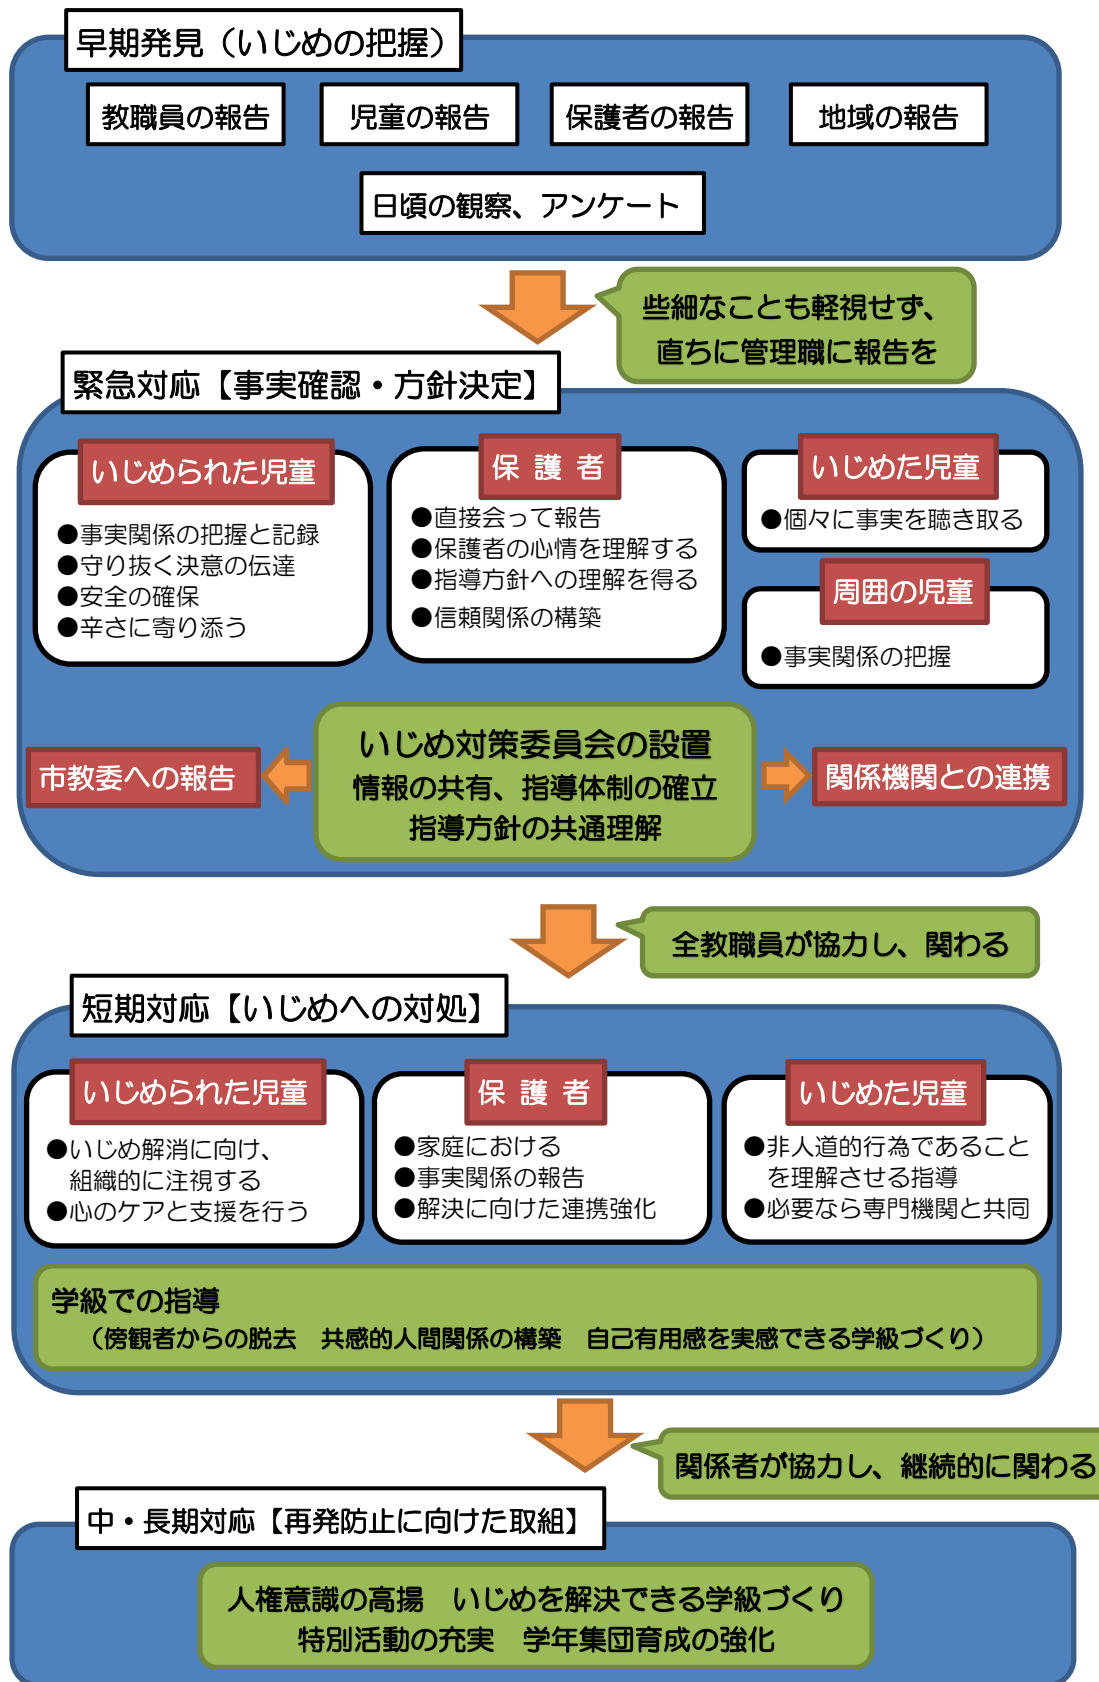 早期発見（いじめの把握）
教職員の報告
児童の報告
保護者の報告
地域の報告
日頃の観察、アンケート
些細なことも軽視せず、
直ちに管理職に報告を
緊急対応【事実確認・方針決定】
いじめられた児童
●事実関係の把握と記録
●守り抜く決意の伝達
●安全の確保
●辛さに寄り添う
保 護 者
●直接会って報告
●保護者の心情を理解する
●指導方針への理解を得る
●信頼関係の構築
いじめた児童
●個々に事実を聴き取る
周囲の児童
●事実関係の把握
いじめ対策委員会の設置
情報の共有、指導体制の確立
指導方針の共通理解
市教委への報告
関係機関との連携
全教職員が協力し、関わる
短期対応【いじめへの対処】
いじめられた児童
●いじめ解消に向け、
組織的に注視する
●心のケアと支援を行う
保 護 者
●家庭における
●事実関係の報告
●解決に向けた連携強化
いじめた児童
●非人道的行為であること
を理解させる指導
●必要なら専門機関と共同
学級での指導
（傍観者からの脱去　共感的人間関係の構築　自己有用感を実感できる学級づくり）
関係者が協力し、継続的に関わる
中・長期対応【再発防止に向けた取組】
人権意識の高揚　いじめを解決できる学級づくり
特別活動の充実　学年集団育成の強化